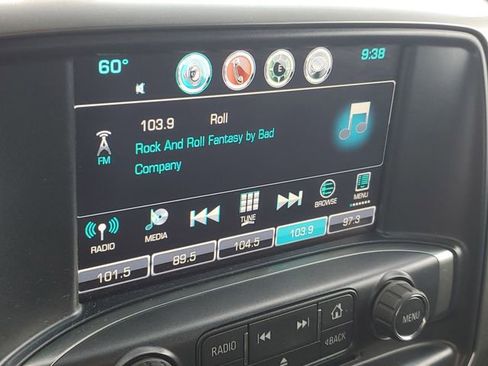 60° 9:38
E
103.9 Roll
FM Rock And Roll Fantasy by Bad
Company
RADIO MEDIA TUNE BROWSE MENU
101.5 89.5 104.5 103.9 97.3
RADIO BACK MENU